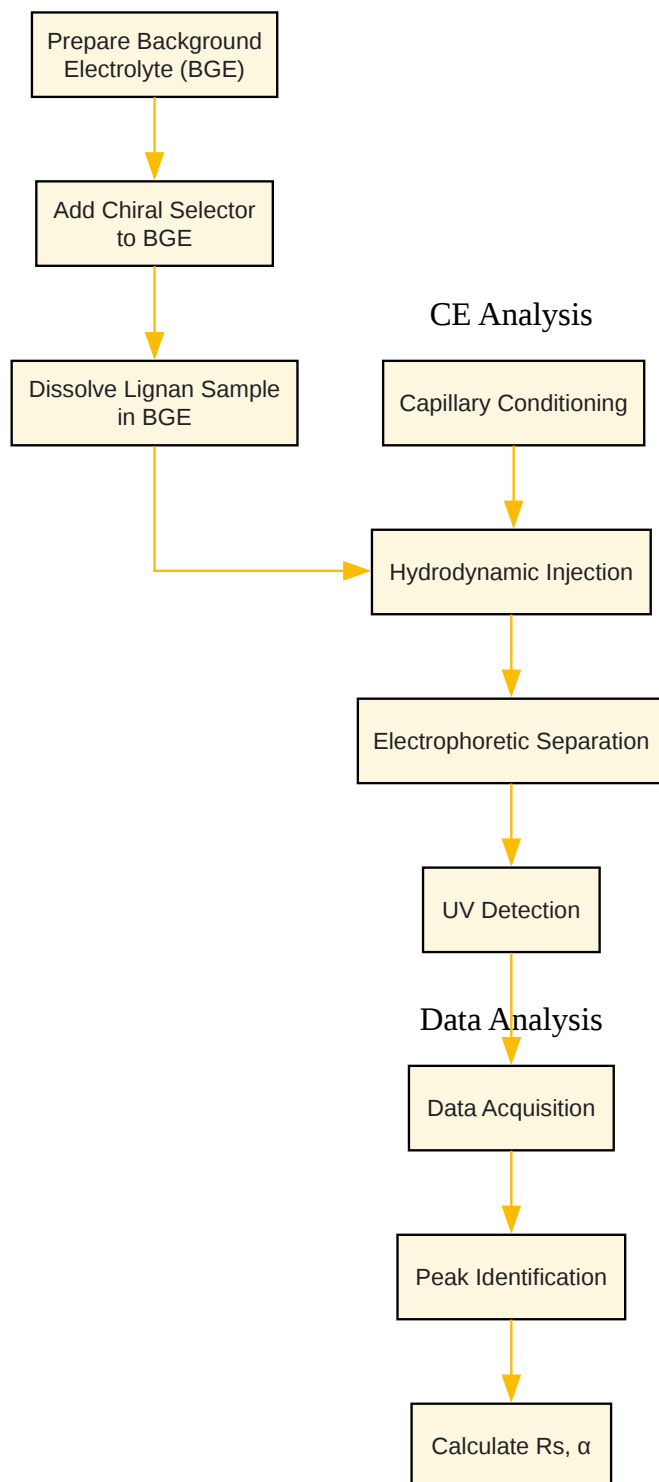 Prepare Background
Electrolyte (BGE)
Add Chiral Selector
to BGE
Dissolve Lignan Sample
in BGE
CE Analysis
Capillary Conditioning
Hydrodynamic Injection
Electrophoretic Separation
UV Detection
Data Analysis
Data Acquisition
Peak Identification
Calculate Rs, α